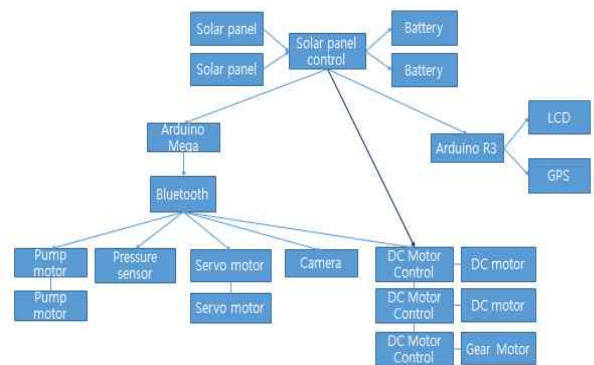 Solar panel
Battery
Solar panel
control
Solar panel
Battery
LCD
Arduino
Mega
Arduino R3
GPS
Bluetooth
Pump
motor
Pressure
sensor
Servo motor
Camera
DC Motor
Control
DC motor
Pump
motor
Servo motor
DC Motor
Control
DC motor
DC Motor
Control
Gear Motor